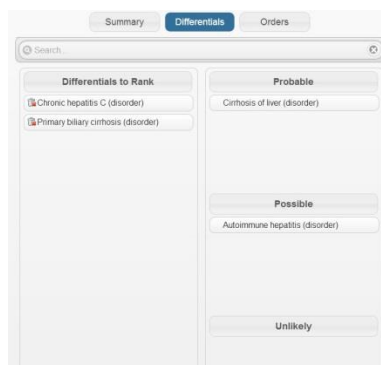 Summary Differentials Orders
Search...
Differentials to Rank
Chronic hepatitis C (disorder)
Primary biliary cirrhosis (disorder)
Probable
Cirrhosis of liver (disorder)
Possible
Autoimmune hepatitis (disorder)
Unlikely